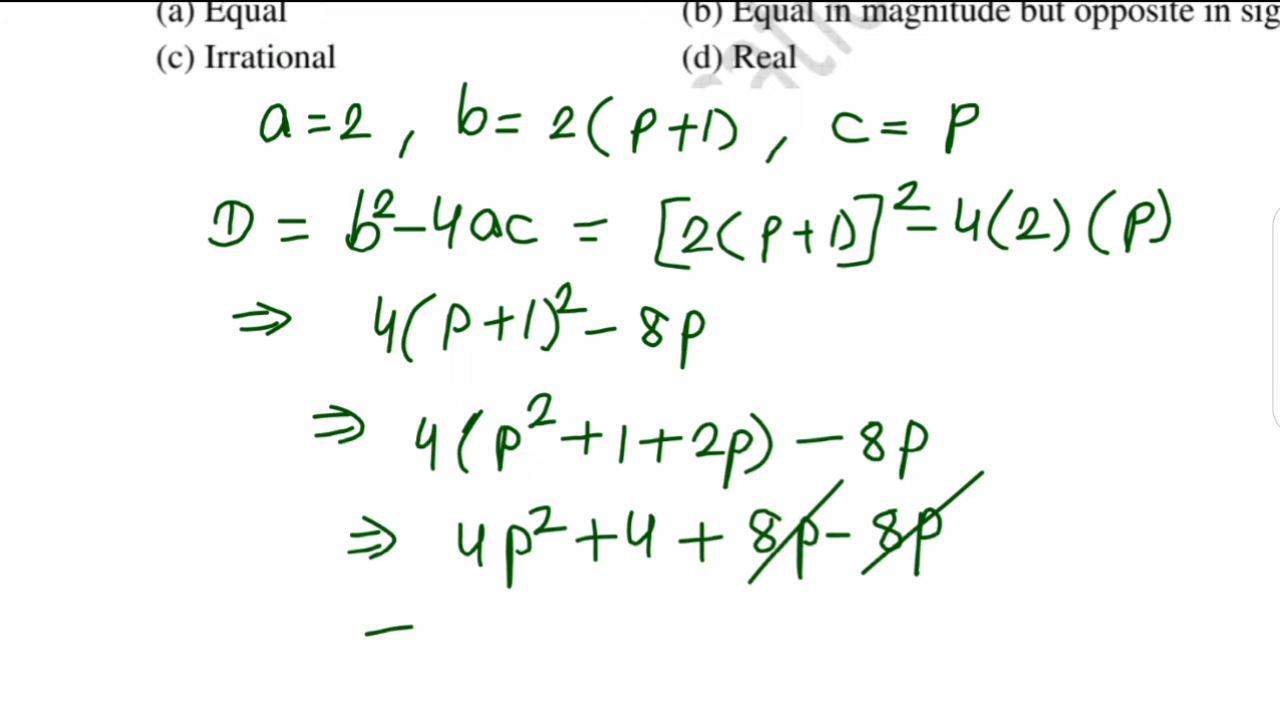 (a) Equal (b) Equal in magnitude but opposite in sig
(c) Irrational (d) Real
a=2, b= 2(p+1), c= p
D = b²-4ac = [2(p+1)]²-4(2)(p)
⇒ 4(p+1)²- 8p
⇒ 4(p²+1+2p) - 8p
⇒ 4p²+4 + 8p- 8p